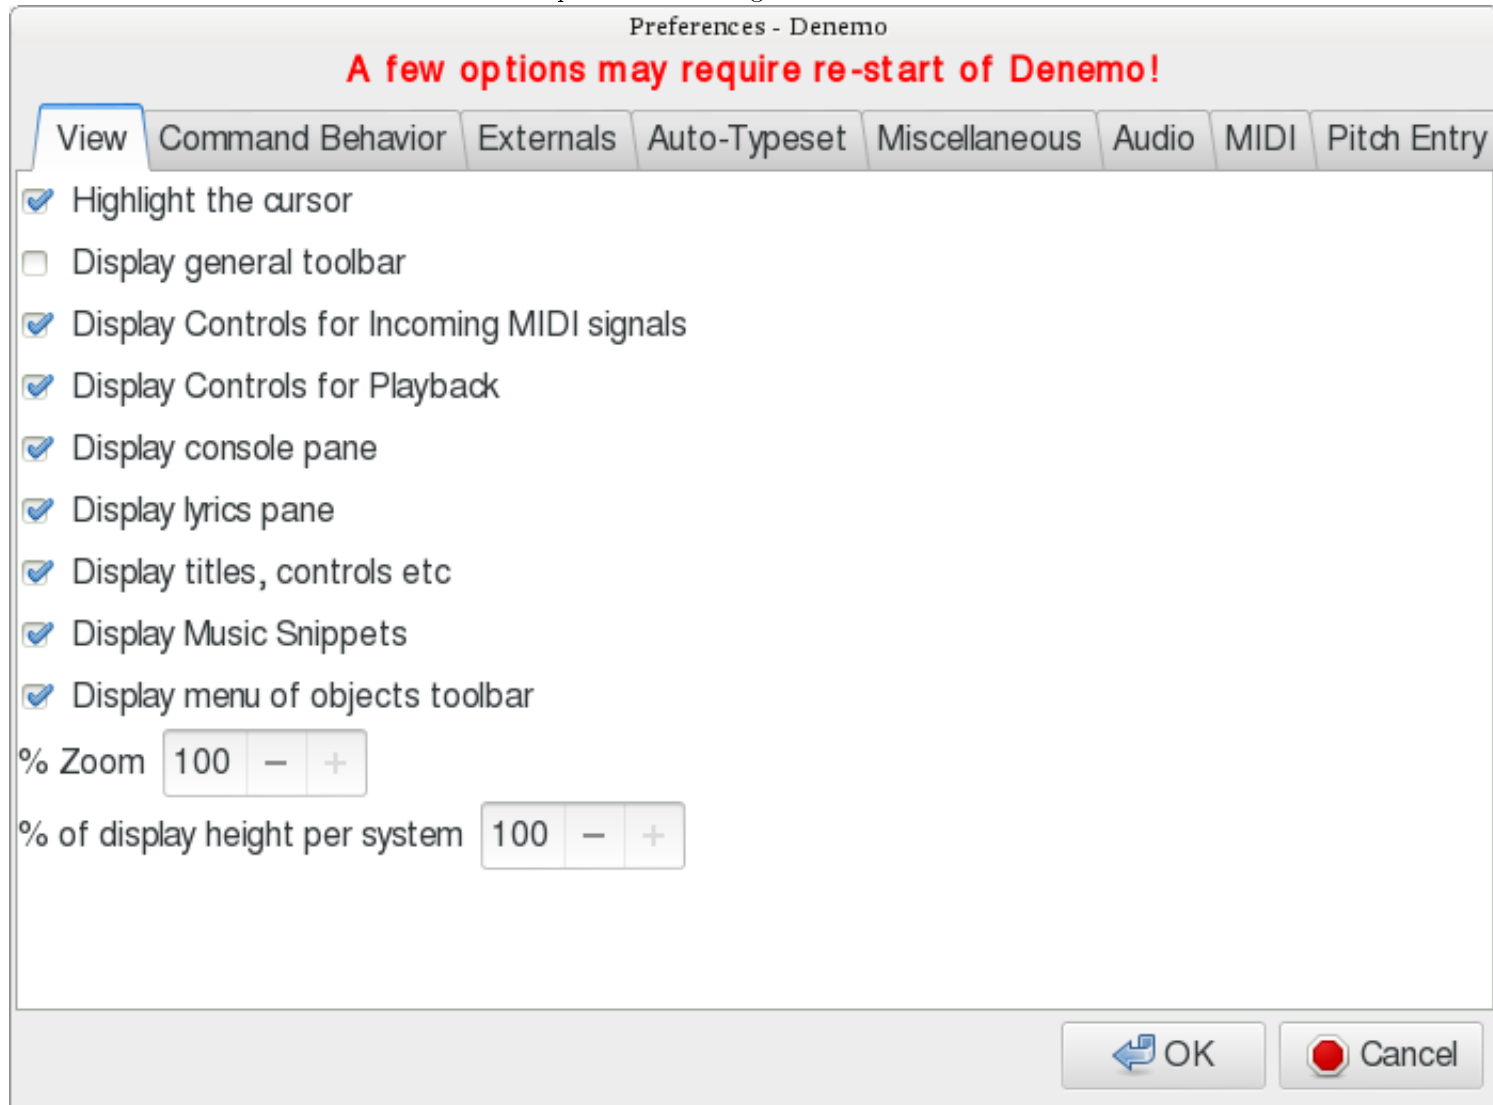 Preferences - Denemo
A few options may require re-start of Denemo!
View Command Behavior Externals Auto-Typeset Miscellaneous Audio MIDI Pitch Entry
Highlight the cursor
Display general toolbar
Display Controls for Incoming MIDI signals
Display Controls for Playback
Display console pane
Display lyrics pane
Display titles, controls etc
Display Music Snippets
Display menu of objects toolbar
% Zoom 100 − +
% of display height per system 100 − +
OK Cancel